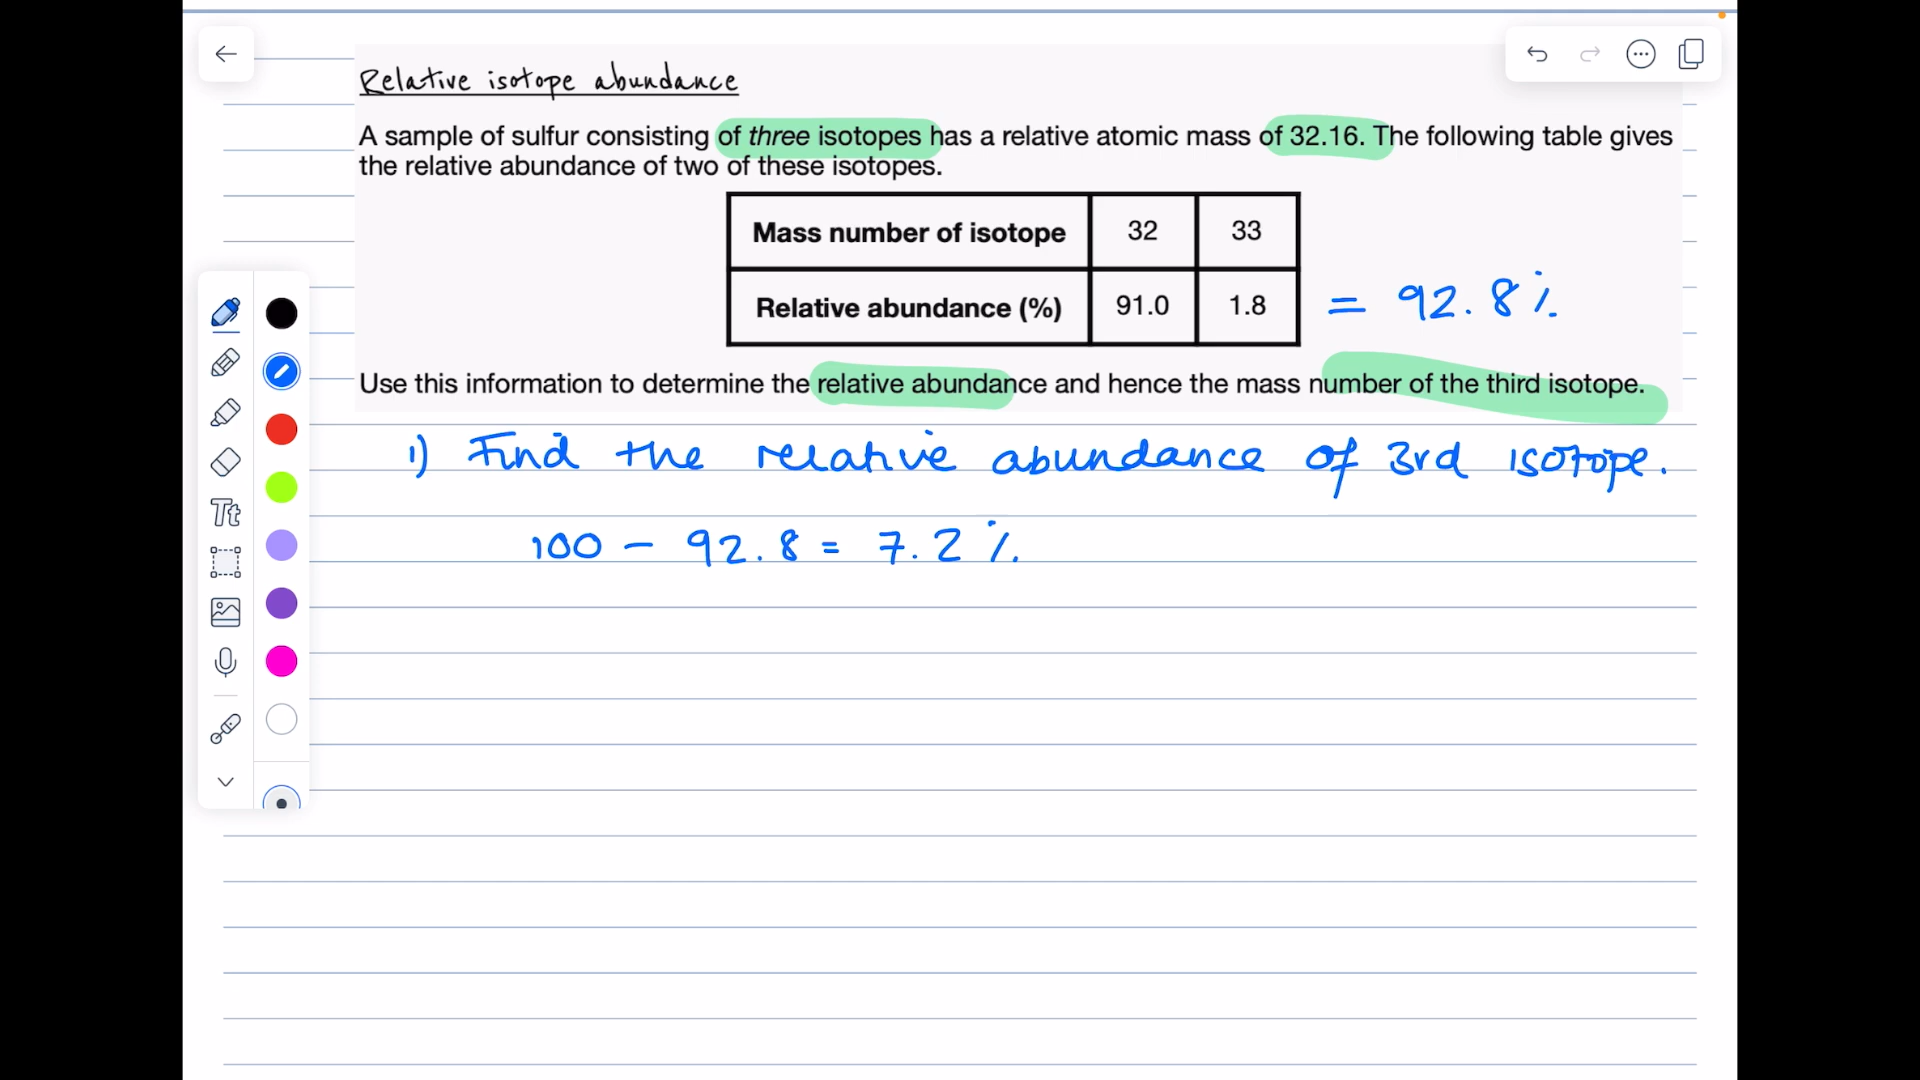 Relative isotope abundance
A sample of sulfur consisting of three isotopes has a relative atomic mass of 32.16. The following table gives
the relative abundance of two of these isotopes.
Mass number of isotope 32 33
Relative abundance (%) 91.0 1.8 = 92.8%
Use this information to determine the relative abundance and hence the mass number of the third isotope.
1) Find the relative abundance of 3rd isotope.
100 - 92.8 = 7.2%
Tt